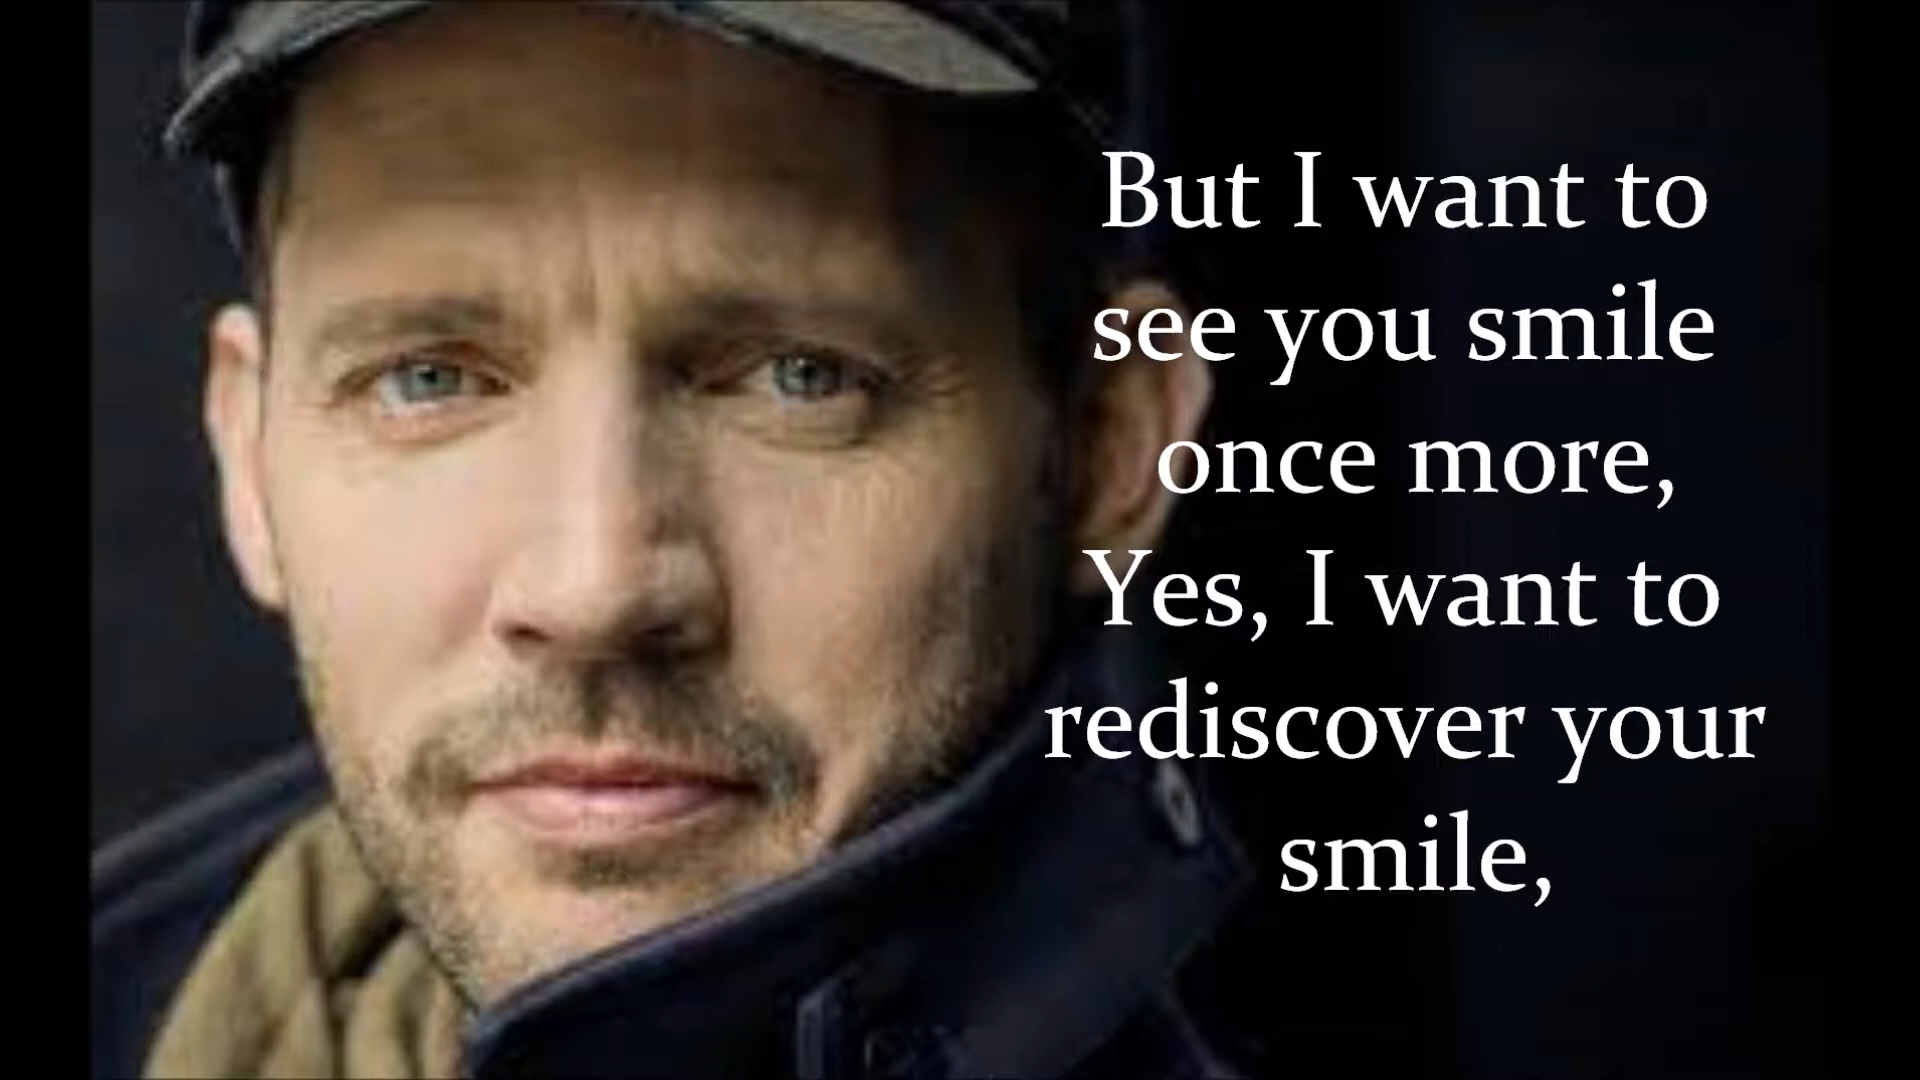 But I want to
see you smile
once more,
Yes, I want to
rediscover your
smile,